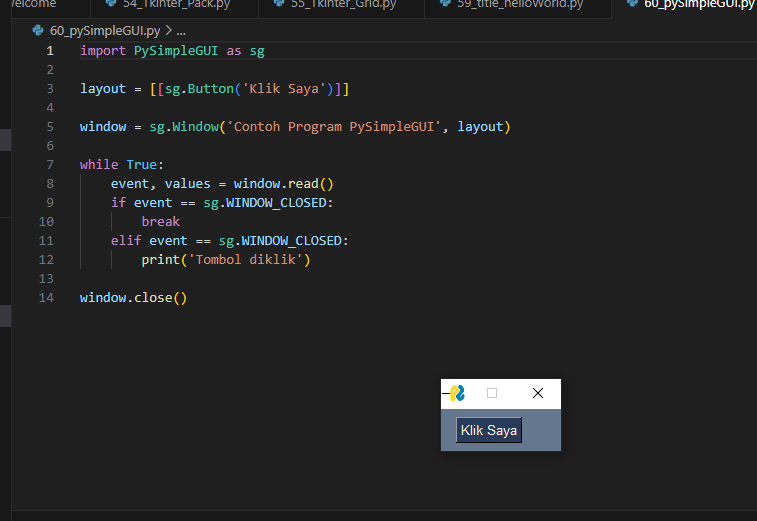 elcome
54_Tkinter_Pack.py
55_Tkinter_Grid.py
59_title_helloWorld.py
60_pySimpleGUI.py
60_pySimpleGUI.py > ...
1 import PySimpleGUI as sg
2
3 layout = [[sg.Button('Klik Saya')]]
4
5 window = sg.Window('Contoh Program PySimpleGUI', layout)
6
7 while True:
8     event, values = window.read()
9     if event == sg.WINDOW_CLOSED:
10         break
11     elif event == sg.WINDOW_CLOSED:
12         print('Tombol diklik')
13
14 window.close()
Klik Saya